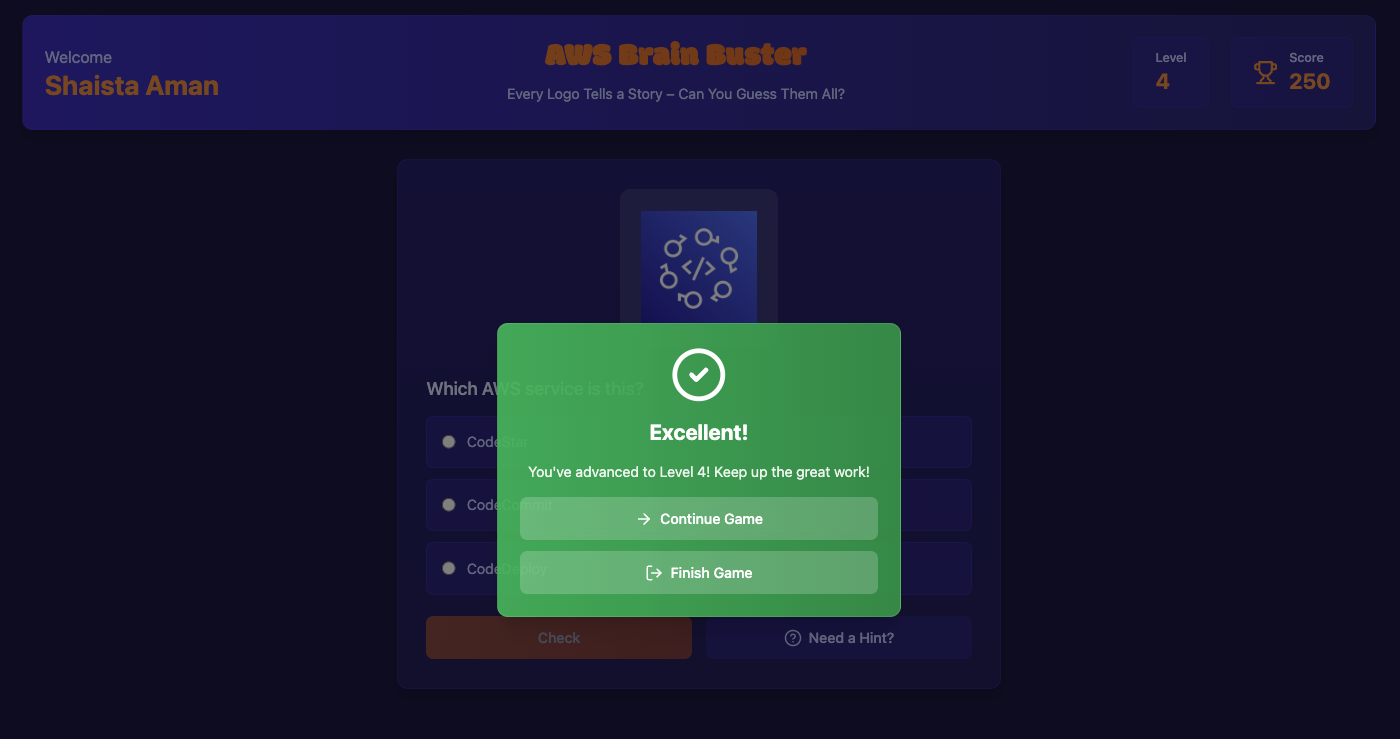 Welcome
Shaista Aman
AWS Brain Buster
Every Logo Tells a Story – Can You Guess Them All?
Level
4
Score
250
</>
Which AWS service is this?
CodeStar
CodeCommit
CodeDeploy
Excellent!
You've advanced to Level 4! Keep up the great work!
Continue Game
Finish Game
Check
Need a Hint?